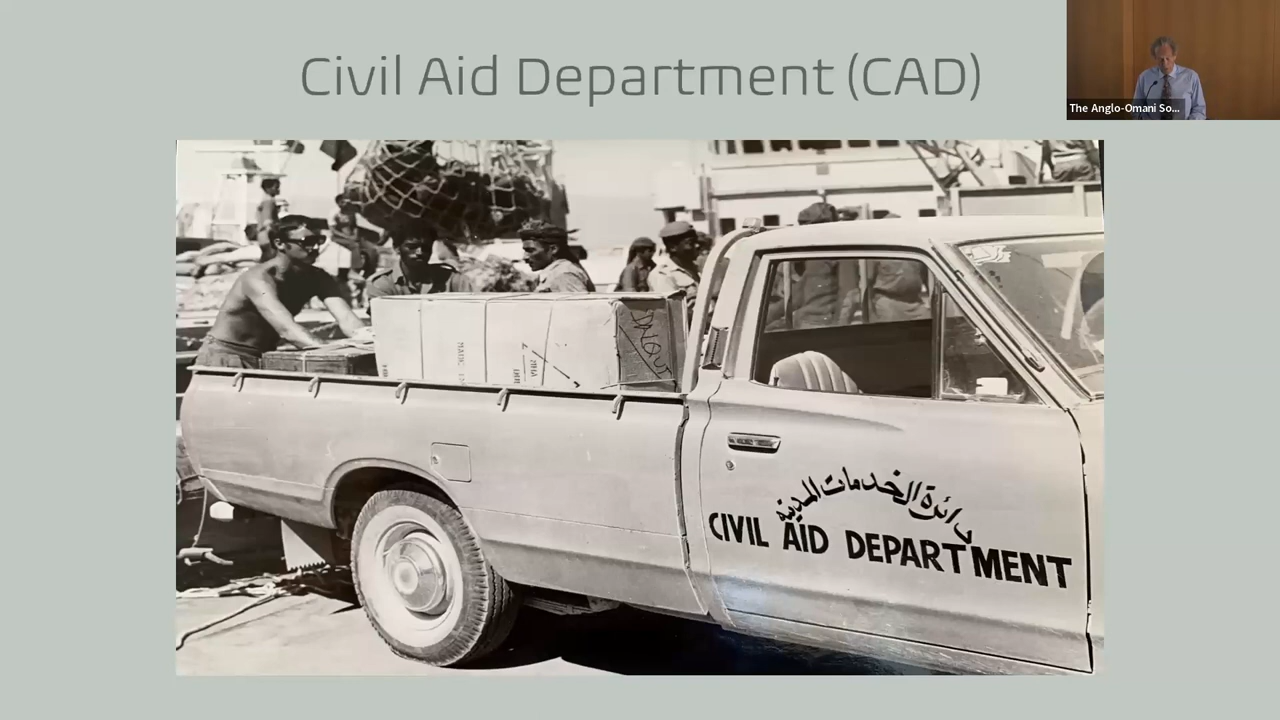 Civil Aid Department (CAD)
The Anglo-Omani So...
دائرة الخدمات المدنية
CIVIL AID DEPARTMENT